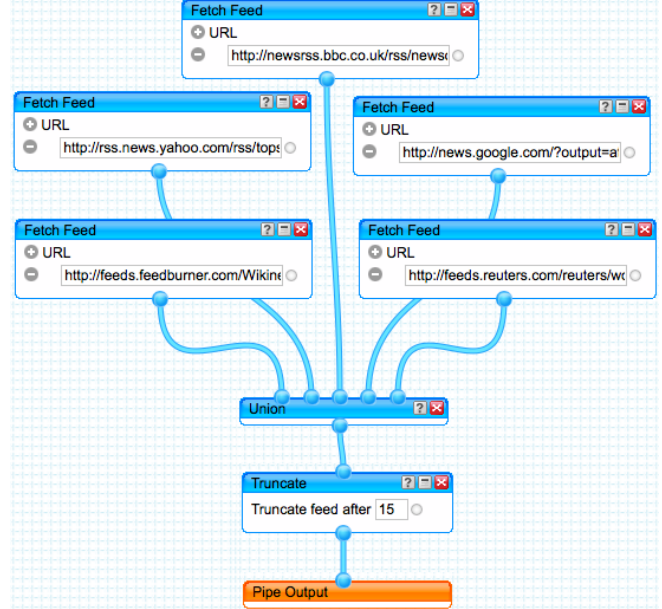 Fetch Feed
URL
http://newsrss.bbc.co.uk/rss/newso
Fetch Feed
URL
http://rss.news.yahoo.com/rss/tops
Fetch Feed
URL
http://news.google.com/?output=at
Fetch Feed
URL
http://feeds.feedburner.com/Wikine
Fetch Feed
URL
http://feeds.reuters.com/reuters/wo
Union
Truncate
Truncate feed after 15
Pipe Output